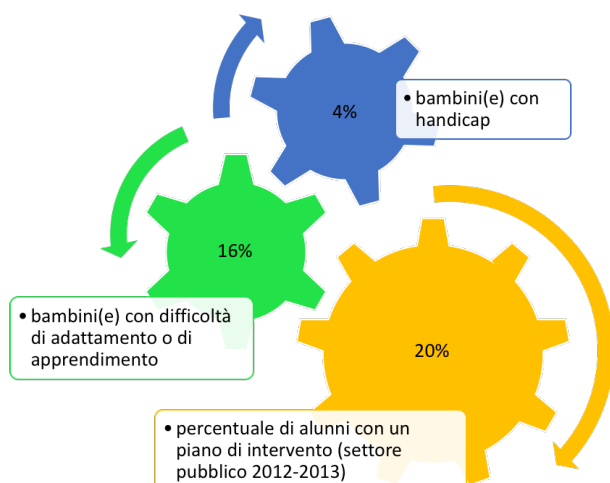 4%
• bambini(e) con
handicap
16%
• bambini(e) con difficoltà
di adattamento o di
apprendimento
20%
• percentuale di alunni con un
piano di intervento (settore
pubblico 2012-2013)